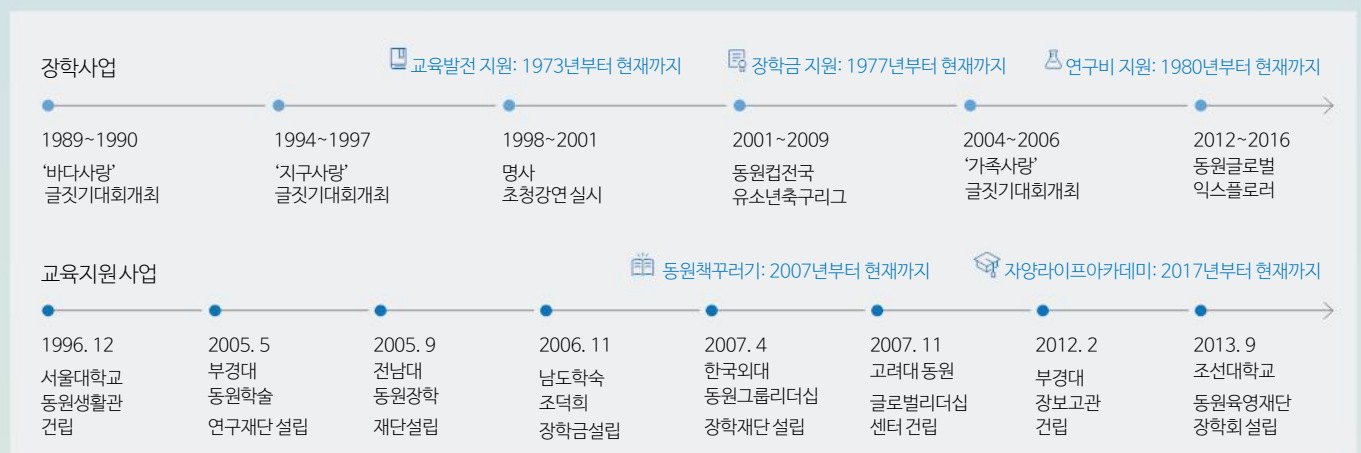 장학사업
교육발전 지원: 1973년부터 현재까지
장학금 지원: 1977년부터 현재까지
연구비 지원: 1980년부터 현재까지
1989~1990
‘바다사랑’
글짓기대회개최
1994~1997
‘지구사랑’
글짓기대회개최
1998~2001
명사
초청강연 실시
2001~2009
동원컵전국
유소년축구리그
2004~2006
‘가족사랑’
글짓기대회개최
2012~2016
동원글로벌
익스플로러
교육지원사업
동원책꾸러기: 2007년부터 현재까지
자양라이프아카데미: 2017년부터 현재까지
1996. 12
서울대학교
동원생활관
건립
2005. 5
부경대
동원학술
연구재단 설립
2005. 9
전남대
동원장학
재단설립
2006. 11
남도학숙
조덕희
장학금설립
2007. 4
한국외대
동원그룹리더십
장학재단 설립
2007. 11
고려대 동원
글로벌리더십
센터 건립
2012. 2
부경대
장보고관
건립
2013. 9
조선대학교
동원육영재단
장학회 설립